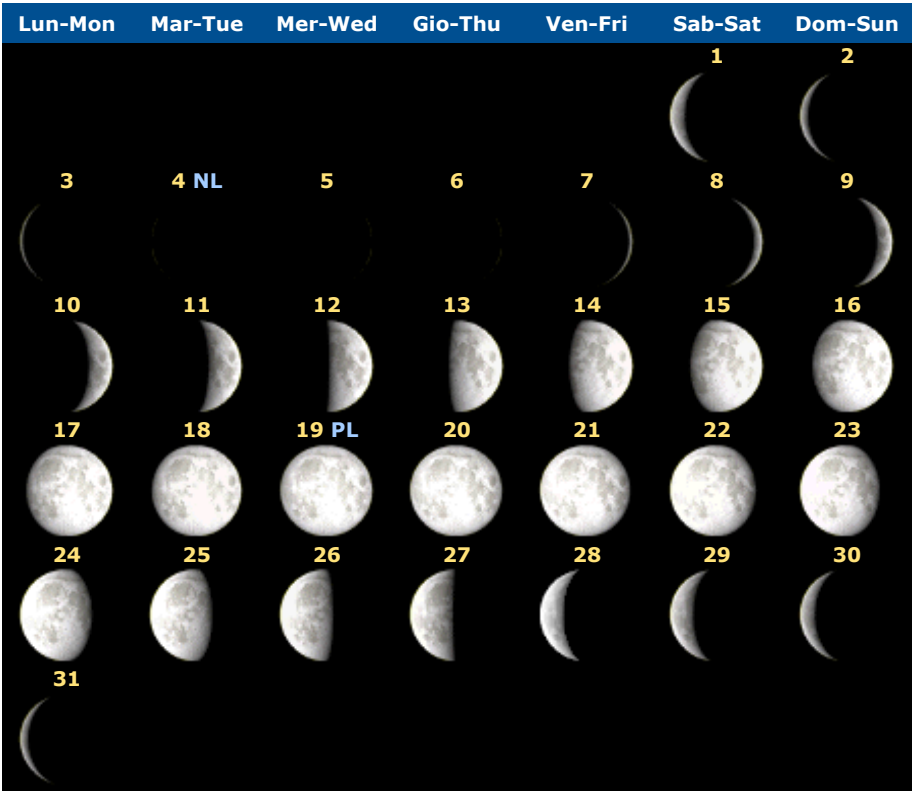 Lun-Mon Mar-Tue Mer-Wed Gio-Thu Ven-Fri Sab-Sat Dom-Sun
1 2
3 4 NL 5 6 7 8 9
10 11 12 13 14 15 16
17 18 19 PL 20 21 22 23
24 25 26 27 28 29 30
31